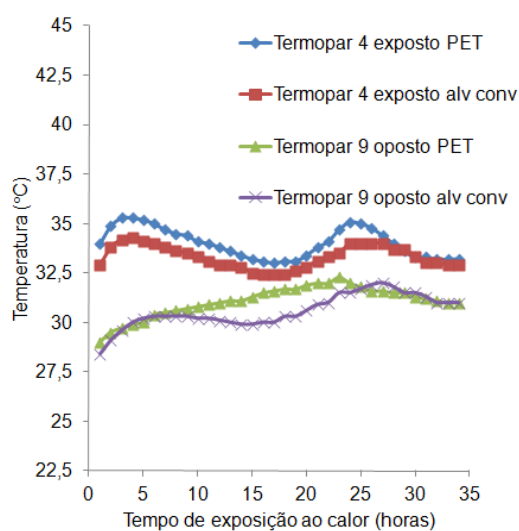 45
42,5
40
37,5
35
32,5
30
27,5
25
22,5
Temperatura (°C)
Termopar 4 exposto PET
Termopar 4 exposto alv conv
Termopar 9 oposto PET
Termopar 9 oposto alv conv
0 5 10 15 20 25 30 35
Tempo de exposição ao calor (horas)